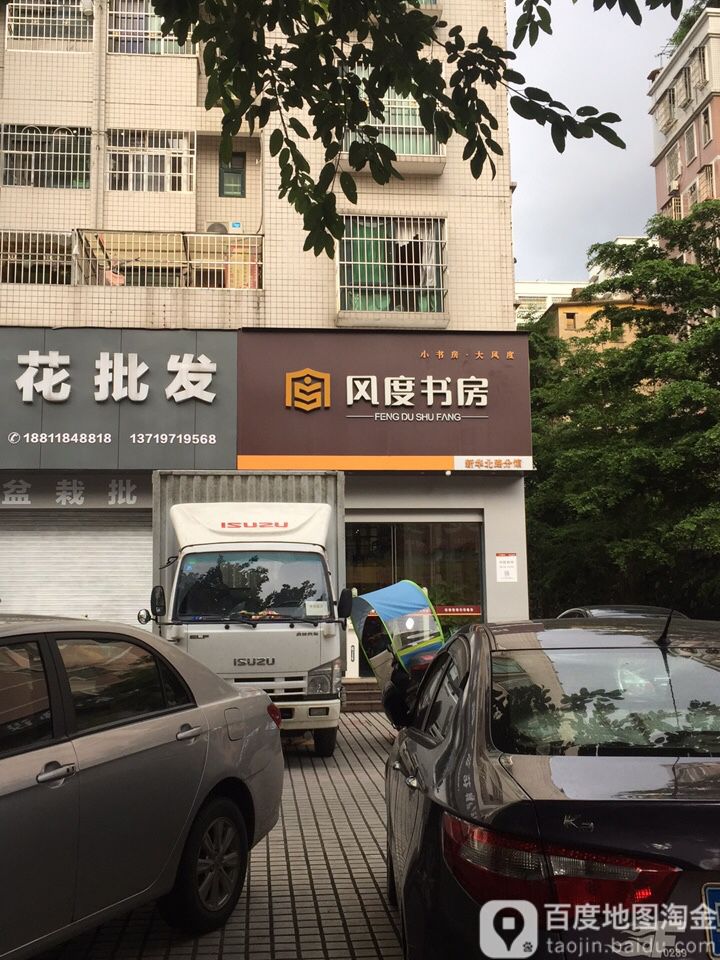 小书房·大风度
花批发
风度书房
FENG DU SHU FANG
18811848818 13719719568
新华北路分馆
盆栽批
ISUZU
ELF
ISUZU
百度地图淘金
taojin.baidu.com